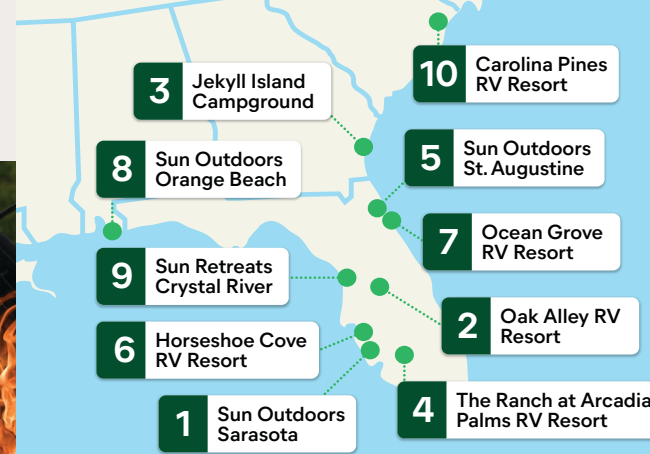 10
Carolina Pines
RV Resort
3
Jekyll Island
Campground
5
Sun Outdoors
St. Augustine
8
Sun Outdoors
Orange Beach
7
Ocean Grove
RV Resort
9
Sun Retreats
Crystal River
2
Oak Alley RV
Resort
6
Horseshoe Cove
RV Resort
4
The Ranch at Arcadia
Palms RV Resort
1
Sun Outdoors
Sarasota